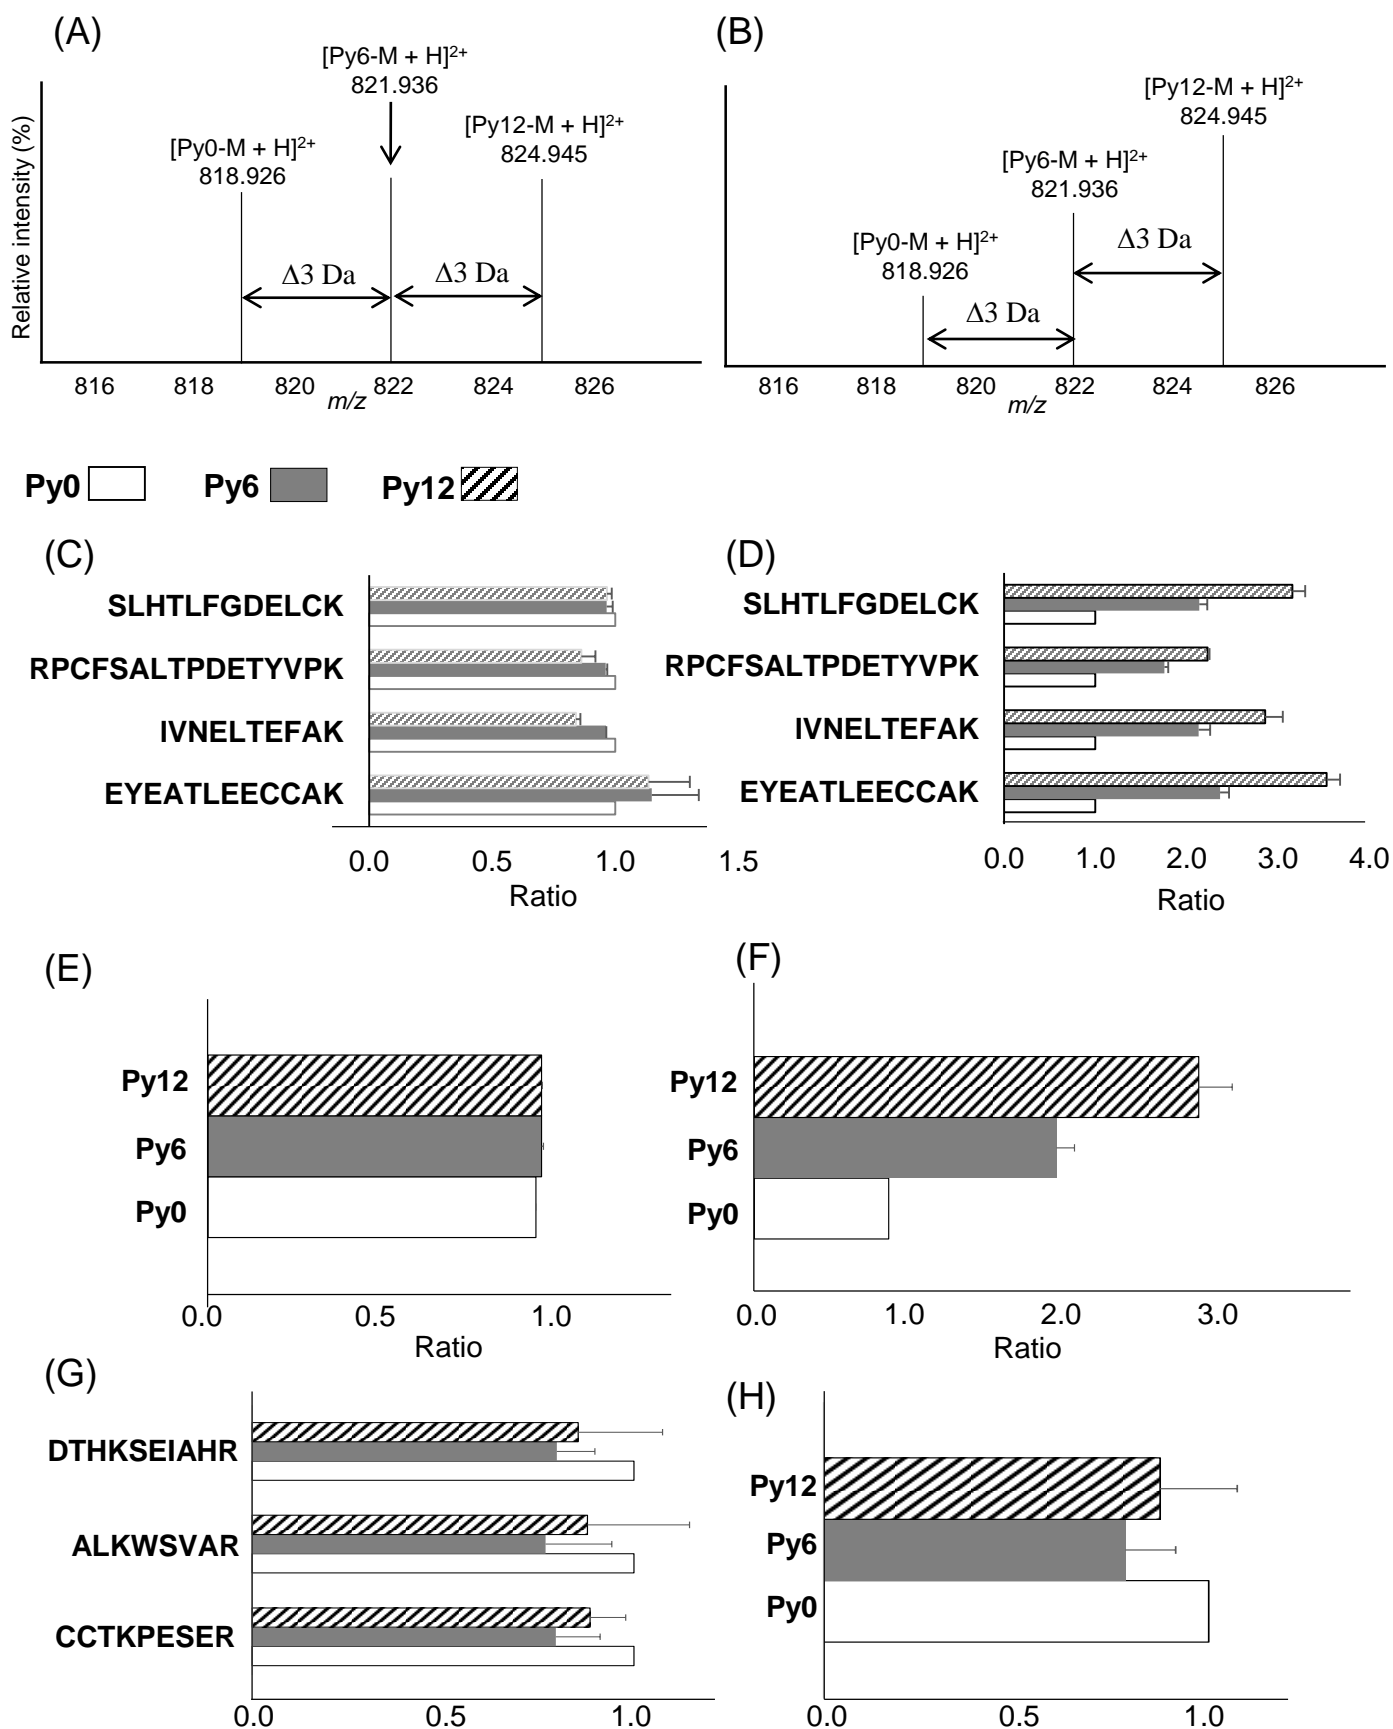 (A)
[Py6-M + H]²⁺
821.936
[Py0-M + H]²⁺
818.926
[Py12-M + H]²⁺
824.945
Relative intensity (%)
Δ3 Da
Δ3 Da
816 818 820 822 824 826
m/z
(B)
[Py12-M + H]²⁺
824.945
[Py6-M + H]²⁺
821.936
[Py0-M + H]²⁺
818.926
Δ3 Da
Δ3 Da
816 818 820 822 824 826
m/z
Py0 Py6 Py12
(C)
SLHTLFGDELCK
RPCFSALTPDETYVPK
IVNELTEFAK
EYEATLEECCAK
0.0 0.5 1.0 1.5
Ratio
(D)
SLHTLFGDELCK
RPCFSALTPDETYVPK
IVNELTEFAK
EYEATLEECCAK
0.0 1.0 2.0 3.0 4.0
Ratio
(E)
Py12
Py6
Py0
0.0 0.5 1.0
Ratio
(F)
Py12
Py6
Py0
0.0 1.0 2.0 3.0
Ratio
(G)
DTHKSEIAHR
ALKWSVAR
CCTKPESER
0.0 0.5 1.0
(H)
Py12
Py6
Py0
0.0 0.5 1.0